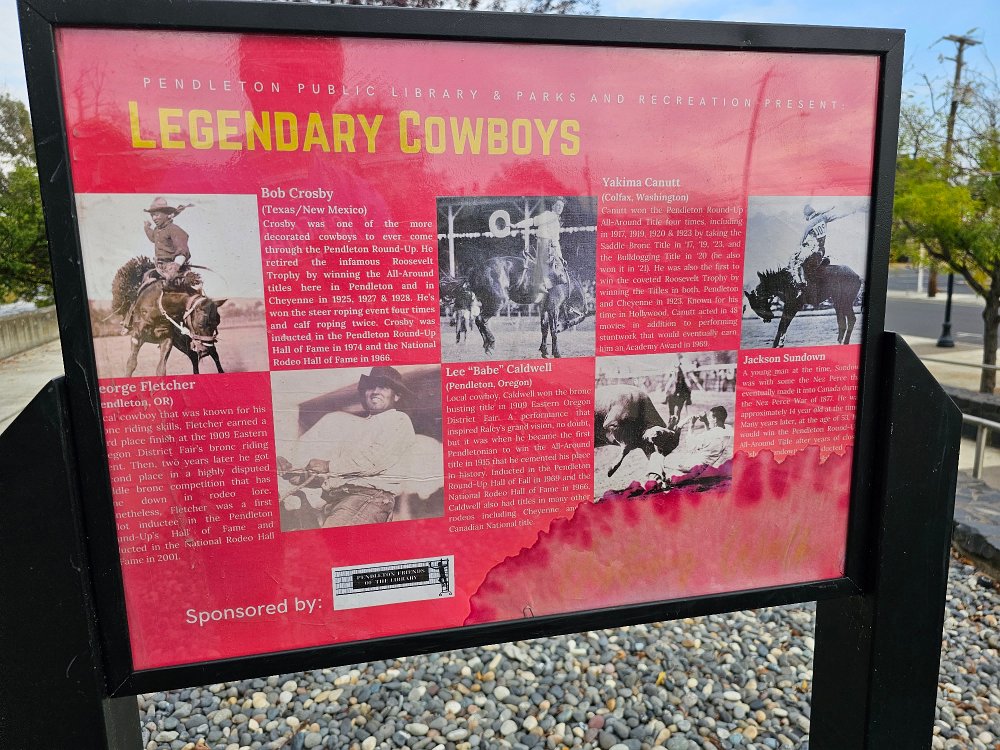 PENDLETON PUBLIC LIBRARY & PARKS AND RECREATION PRESENT:
LEGENDARY COWBOYS
Bob Crosby
(Texas/New Mexico)
Crosby was one of the more
decorated cowboys to ever come
through the Pendleton Round-Up. He
retired the infamous Roosevelt
Trophy by winning the All-Around
titles here in Pendleton and in
Cheyenne in 1925, 1927 & 1928. He's
won the steer roping event four times
and calf roping twice. Crosby was
inducted in the Pendleton Round-Up
Hall of Fame in 1974 and the National
Rodeo Hall of Fame in 1966.
Yakima Canutt
(Colfax, Washington)
Canutt won the Pendleton Round-Up
All-Around Title four times, including
in 1917, 1919, 1920 & 1923 by taking the
Saddle-Bronc Title in '17, '19, '23, and
the Bulldogging Title in '20 (he also
won it in '21). He was also the first to
win the coveted Roosevelt Trophy by
winning the Titles in both, Pendleton
and Cheyenne in 1923. Known for his
time in Hollywood, Canutt acted in 48
movies in addition to performing
stuntwork that would eventually earn
him an Academy Award in 1969.
eorge Fletcher
endleton, OR)
cal cowboy that was known for his
nc riding skills, Fletcher earned a
rd place finish at the 1909 Eastern
egon District Fair's bronc riding
nt. Then, two years later he got
ond place in a highly disputed
dle bronc competition that has
e down in rodeo lore.
netheless, Fletcher was a first
lot inductee in the Pendleton
und-Up's Hall of Fame and
ucted in the National Rodeo Hall
Fame in 2001.
Lee "Babe" Caldwell
(Pendleton, Oregon)
Local cowboy, Caldwell won the bronc
busting title in 1909 Eastern Oregon
District Fair. A performance that
inspired Raley's grand vision, no doubt,
but it was when he became the first
Pendletonian to win the All-Around
title in 1915 that he cemented his place
in history. Inducted in the Pendleton
Round-Up Hall of Fall in 1969 and the
National Rodeo Hall of Fame in 1966,
Caldwell also had titles in many other
rodeos including Cheyenne and
Canadian National title.
Jackson Sundown
A young man at the time, Sundow
was with some the Nez Perce tha
eventually made it into Canada durin
the Nez Perce War of 1877. He wa
approximately 14 year old at the tim
Many years later, at the age of 53, h
would win the Pendleton Round-U
All-Around Title after years of clos
Sponsored by:
PENDLETON FRIENDS
OF THE LIBRARY